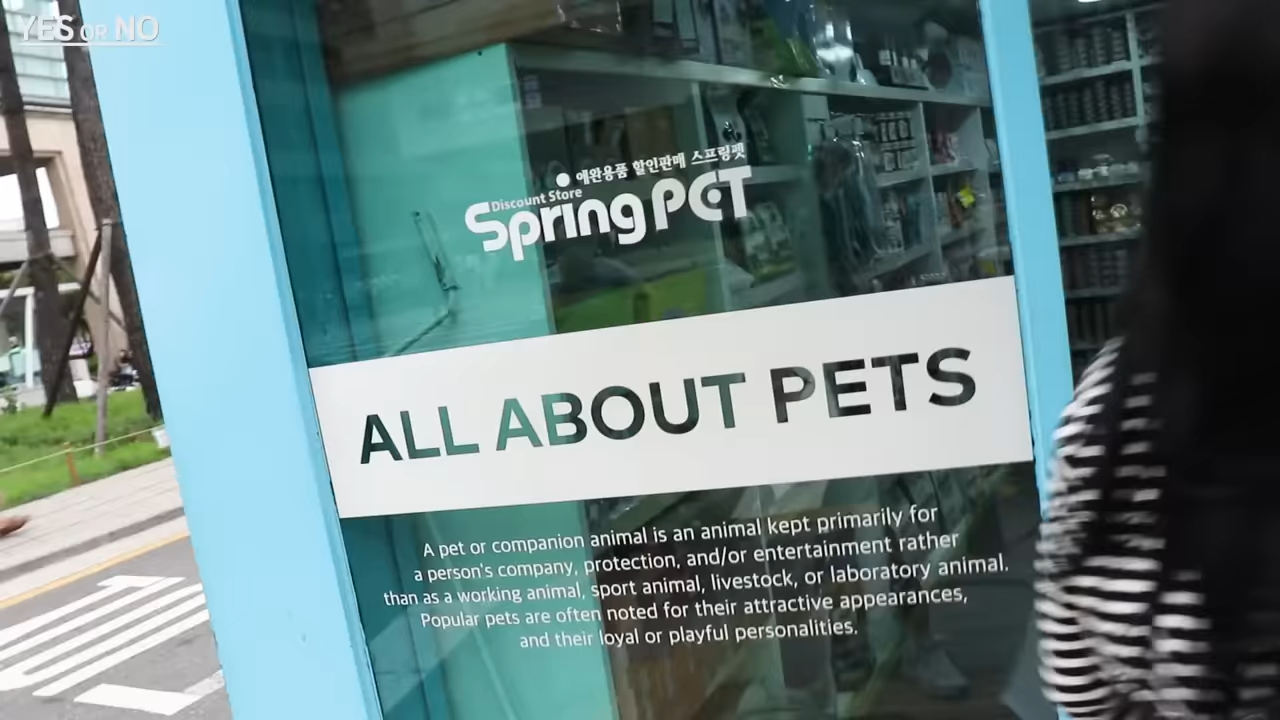 YES OR NO
애완용품 할인판매 스프링펫
Discount Store
Spring PET
ALL ABOUT PETS
A pet or companion animal is an animal kept primarily for
a person's company, protection, and/or entertainment rather
than as a working animal, sport animal, livestock, or laboratory animal.
Popular pets are often noted for their attractive appearances,
and their loyal or playful personalities.